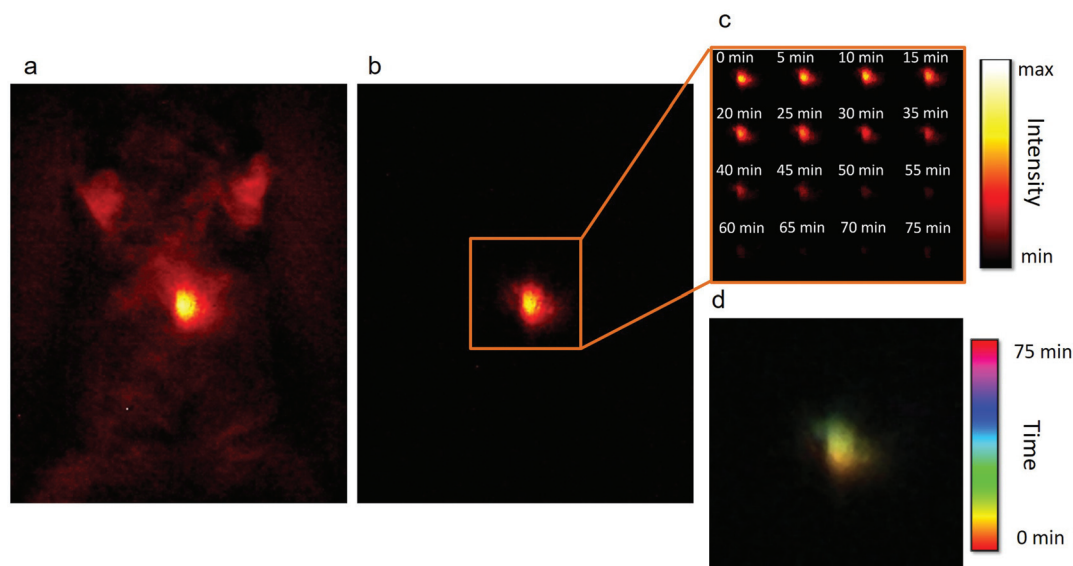 a
b
c
0 min 5 min 10 min 15 min
20 min 25 min 30 min 35 min
40 min 45 min 50 min 55 min
60 min 65 min 70 min 75 min
max
Intensity
min
d
75 min
Time
0 min